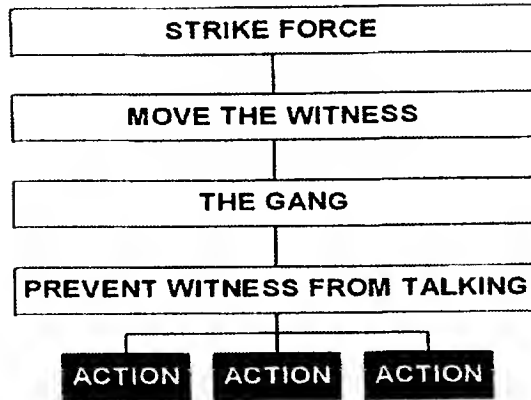 STRIKE FORCE
MOVE THE WITNESS
THE GANG
PREVENT WITNESS FROM TALKING
ACTION ACTION ACTION